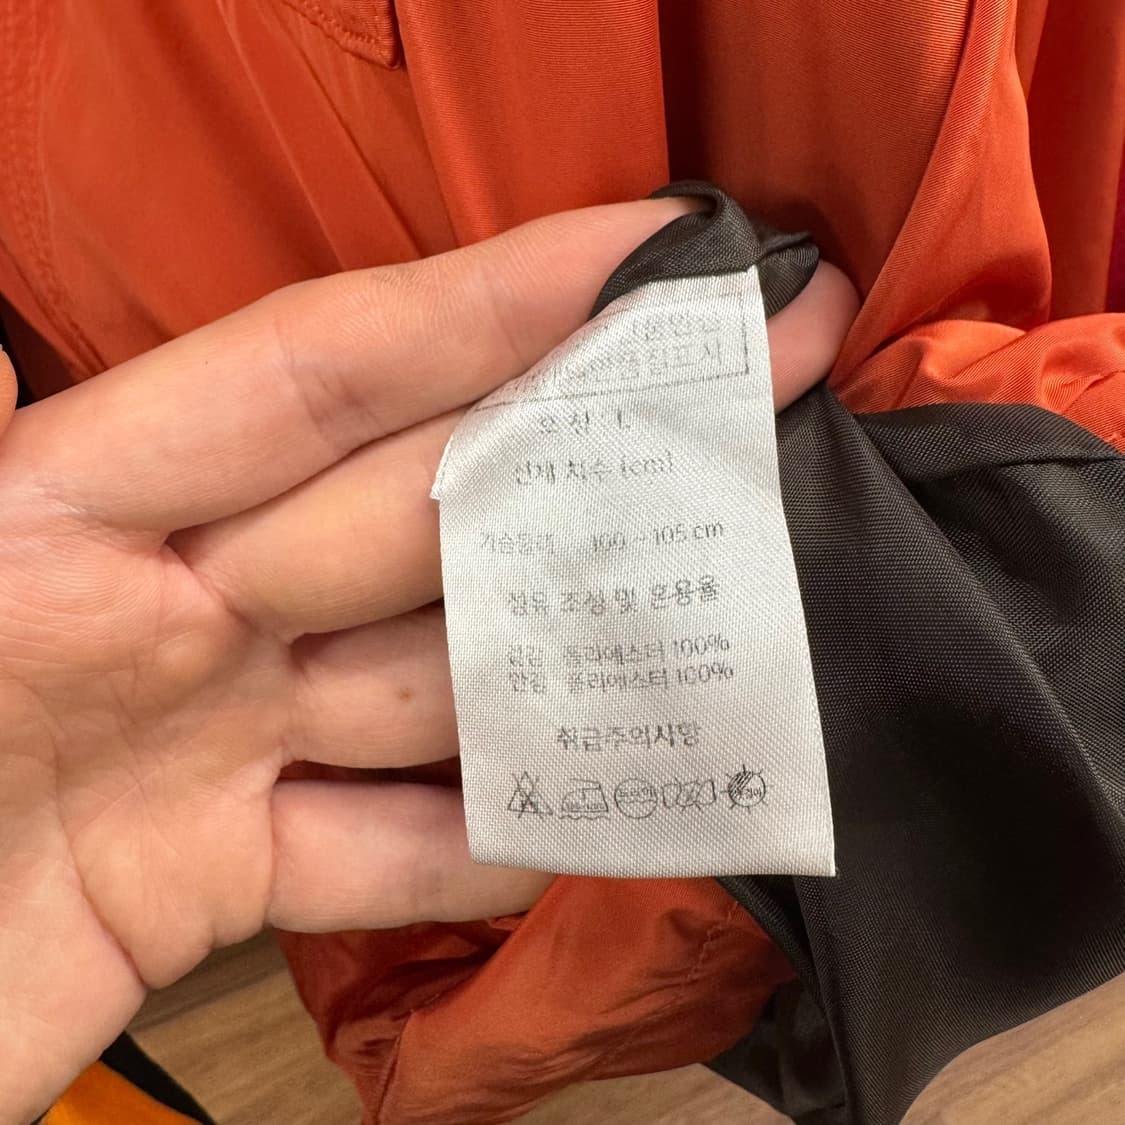 호칭 : L
신체 치수 (cm)
가슴둘레 100 ~ 105 cm
섬유 조성 및 혼용율
겉감 폴리에스터 100%
안감 폴리에스터 100%
취급주의사항